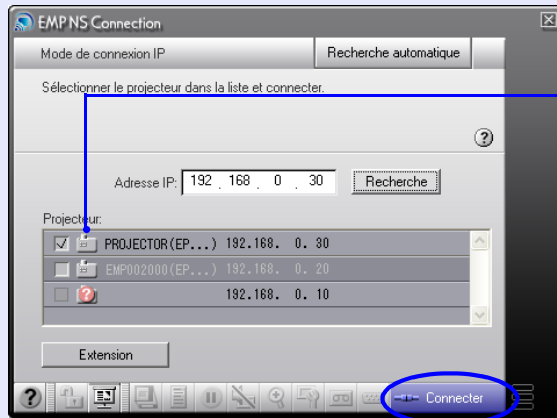 EMP NS Connection
Mode de connexion IP
Recherche automatique
Sélectionner le projecteur dans la liste et connecter.
Adresse IP: 192 . 168 . 0 . 30 Recherche
Projecteur:
PROJECTOR(EP...) 192.168. 0. 30
EMP002000(EP...) 192.168. 0. 20
192.168. 0. 10
Extension
Connecter